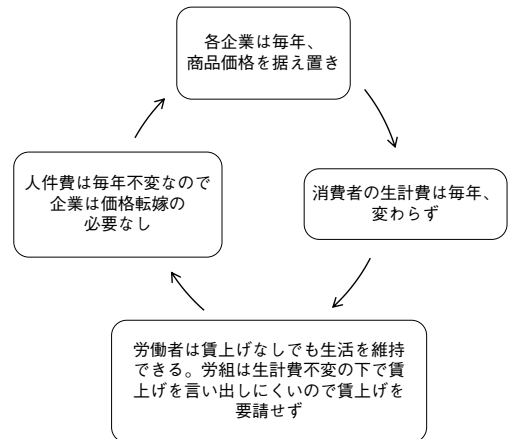 各企業は毎年、
商品価格を据え置き
消費者の生計費は毎年、
変わらず
労働者は賃上げなしでも生活を維持
できる。労組は生計費不変の下で賃
上げを言い出しにくいので賃上げを
要請せず
人件費は毎年不変なので
企業は価格転嫁の
必要なし